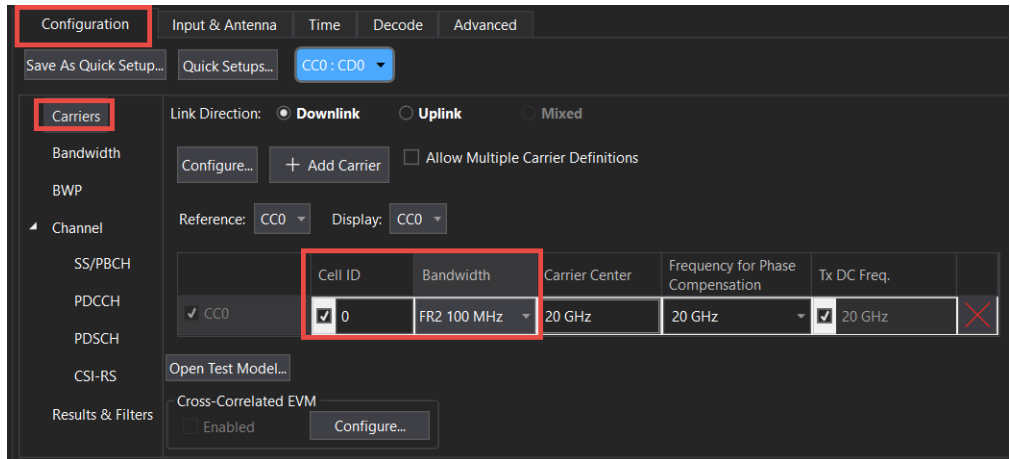 Configuration Input & Antenna Time Decode Advanced
Save As Quick Setup... Quick Setups... CC0 : CD0
Carriers Link Direction: Downlink Uplink Mixed
Bandwidth
Configure... + Add Carrier Allow Multiple Carrier Definitions
BWP
Reference: CC0 Display: CC0
Channel
SS/PBCH
Cell ID Bandwidth Carrier Center Frequency for Phase Compensation Tx DC Freq.
PDCCH
CC0 0 FR2 100 MHz 20 GHz 20 GHz 20 GHz
PDSCH
CSI-RS
Open Test Model...
Cross-Correlated EVM
Results & Filters
Enabled Configure...